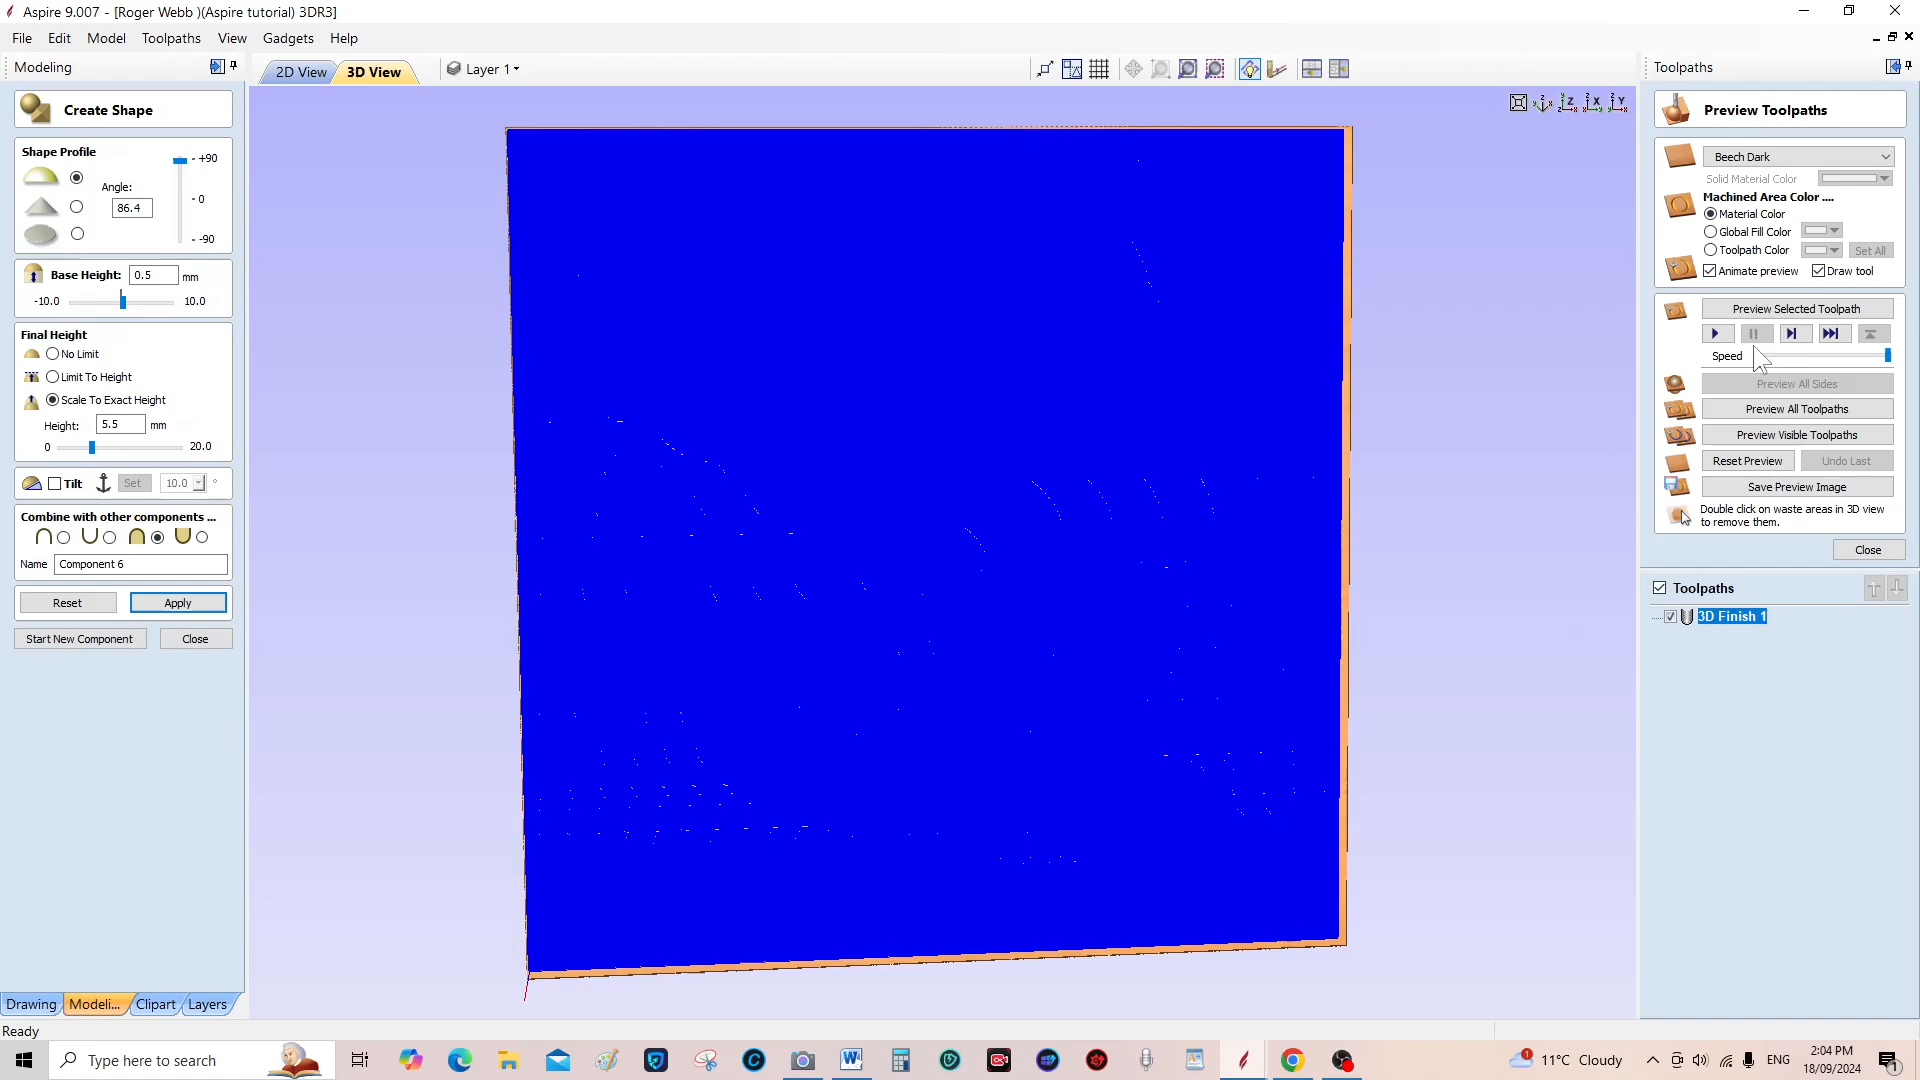 Aspire 9.007 - [Roger Webb )(Aspire tutorial) 3DR3]
File Edit Model Toolpaths View Gadgets Help
Modeling
2D View 3D View Layer 1
Toolpaths
Create Shape
Shape Profile
+90
Angle:
0
86.4
-90
Base Height: 0.5 mm
-10.0 10.0
Final Height
No Limit
Limit To Height
Scale To Exact Height
Height: 5.5 mm
0 20.0
Tilt Set 10.0 °
Combine with other components ...
Name Component 6
Reset Apply
Start New Component Close
Drawing Modeli... Clipart Layers
Ready
Preview Toolpaths
Beech Dark
Solid Material Color
Machined Area Color ....
Material Color
Global Fill Color
Toolpath Color Set All
Animate preview Draw tool
Preview Selected Toolpath
Speed
Preview All Sides
Preview All Toolpaths
Preview Visible Toolpaths
Reset Preview Undo Last
Save Preview Image
Double click on waste areas in 3D view
to remove them.
Close
Toolpaths
3D Finish 1
Type here to search
11°C Cloudy
ENG
2:04 PM
18/09/2024